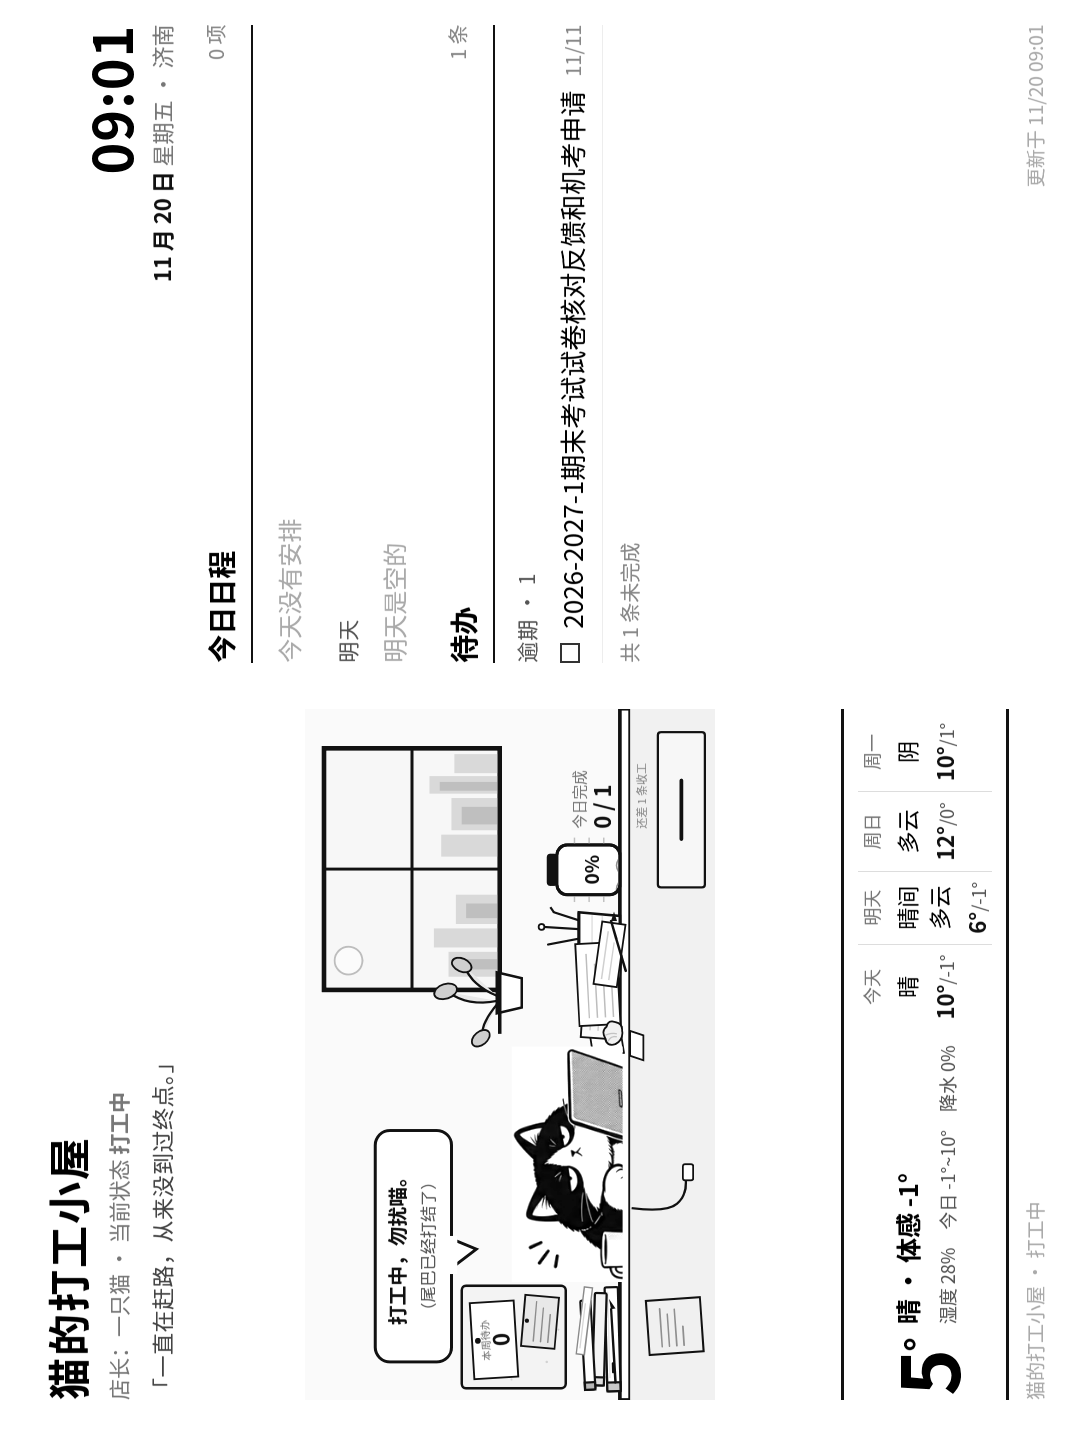 猫的打工小屋
店长：一只猫 · 当前状态 打工中
「一直在赶路，从来没到过终点。」
打工中，勿扰喵。
（尾巴已经打结了）
本周待办
0
0%
今日完成
0 / 1
还差 1 条收工
5° 晴 · 体感 -1°
湿度 28% 今日 -1°~10° 降水 0%
今天
晴
10°/-1°
明天
晴间多云
6°/-1°
周日
多云
12°/0°
周一
阴
10°/1°
猫的打工小屋 · 打工中
09:01
11 月 20 日 星期五 · 济南
今日日程 0 项
今天没有安排
明天
明天是空的
待办 1 条
逾期 · 1
2026-2027-1期末考试试卷核对反馈和机考申请 11/11
共 1 条未完成
更新于 11/20 09:01